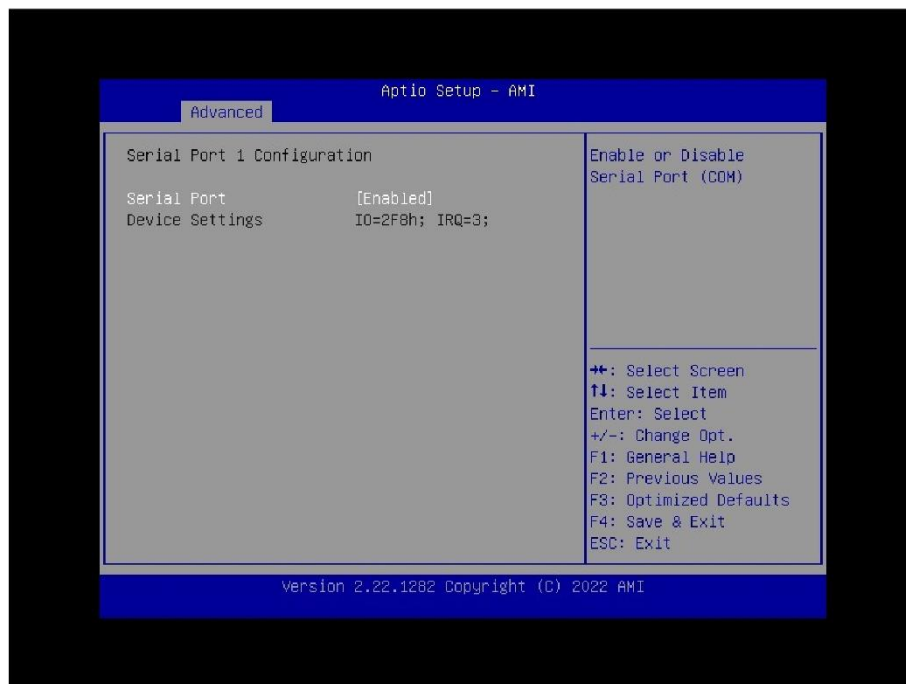 Aptio Setup – AMI
Advanced
Serial Port 1 Configuration
Serial Port [Enabled]
Device Settings IO=2F8h; IRQ=3;
Enable or Disable
Serial Port (COM)
→←: Select Screen
↑↓: Select Item
Enter: Select
+/-: Change Opt.
F1: General Help
F2: Previous Values
F3: Optimized Defaults
F4: Save & Exit
ESC: Exit
Version 2.22.1282 Copyright (C) 2022 AMI